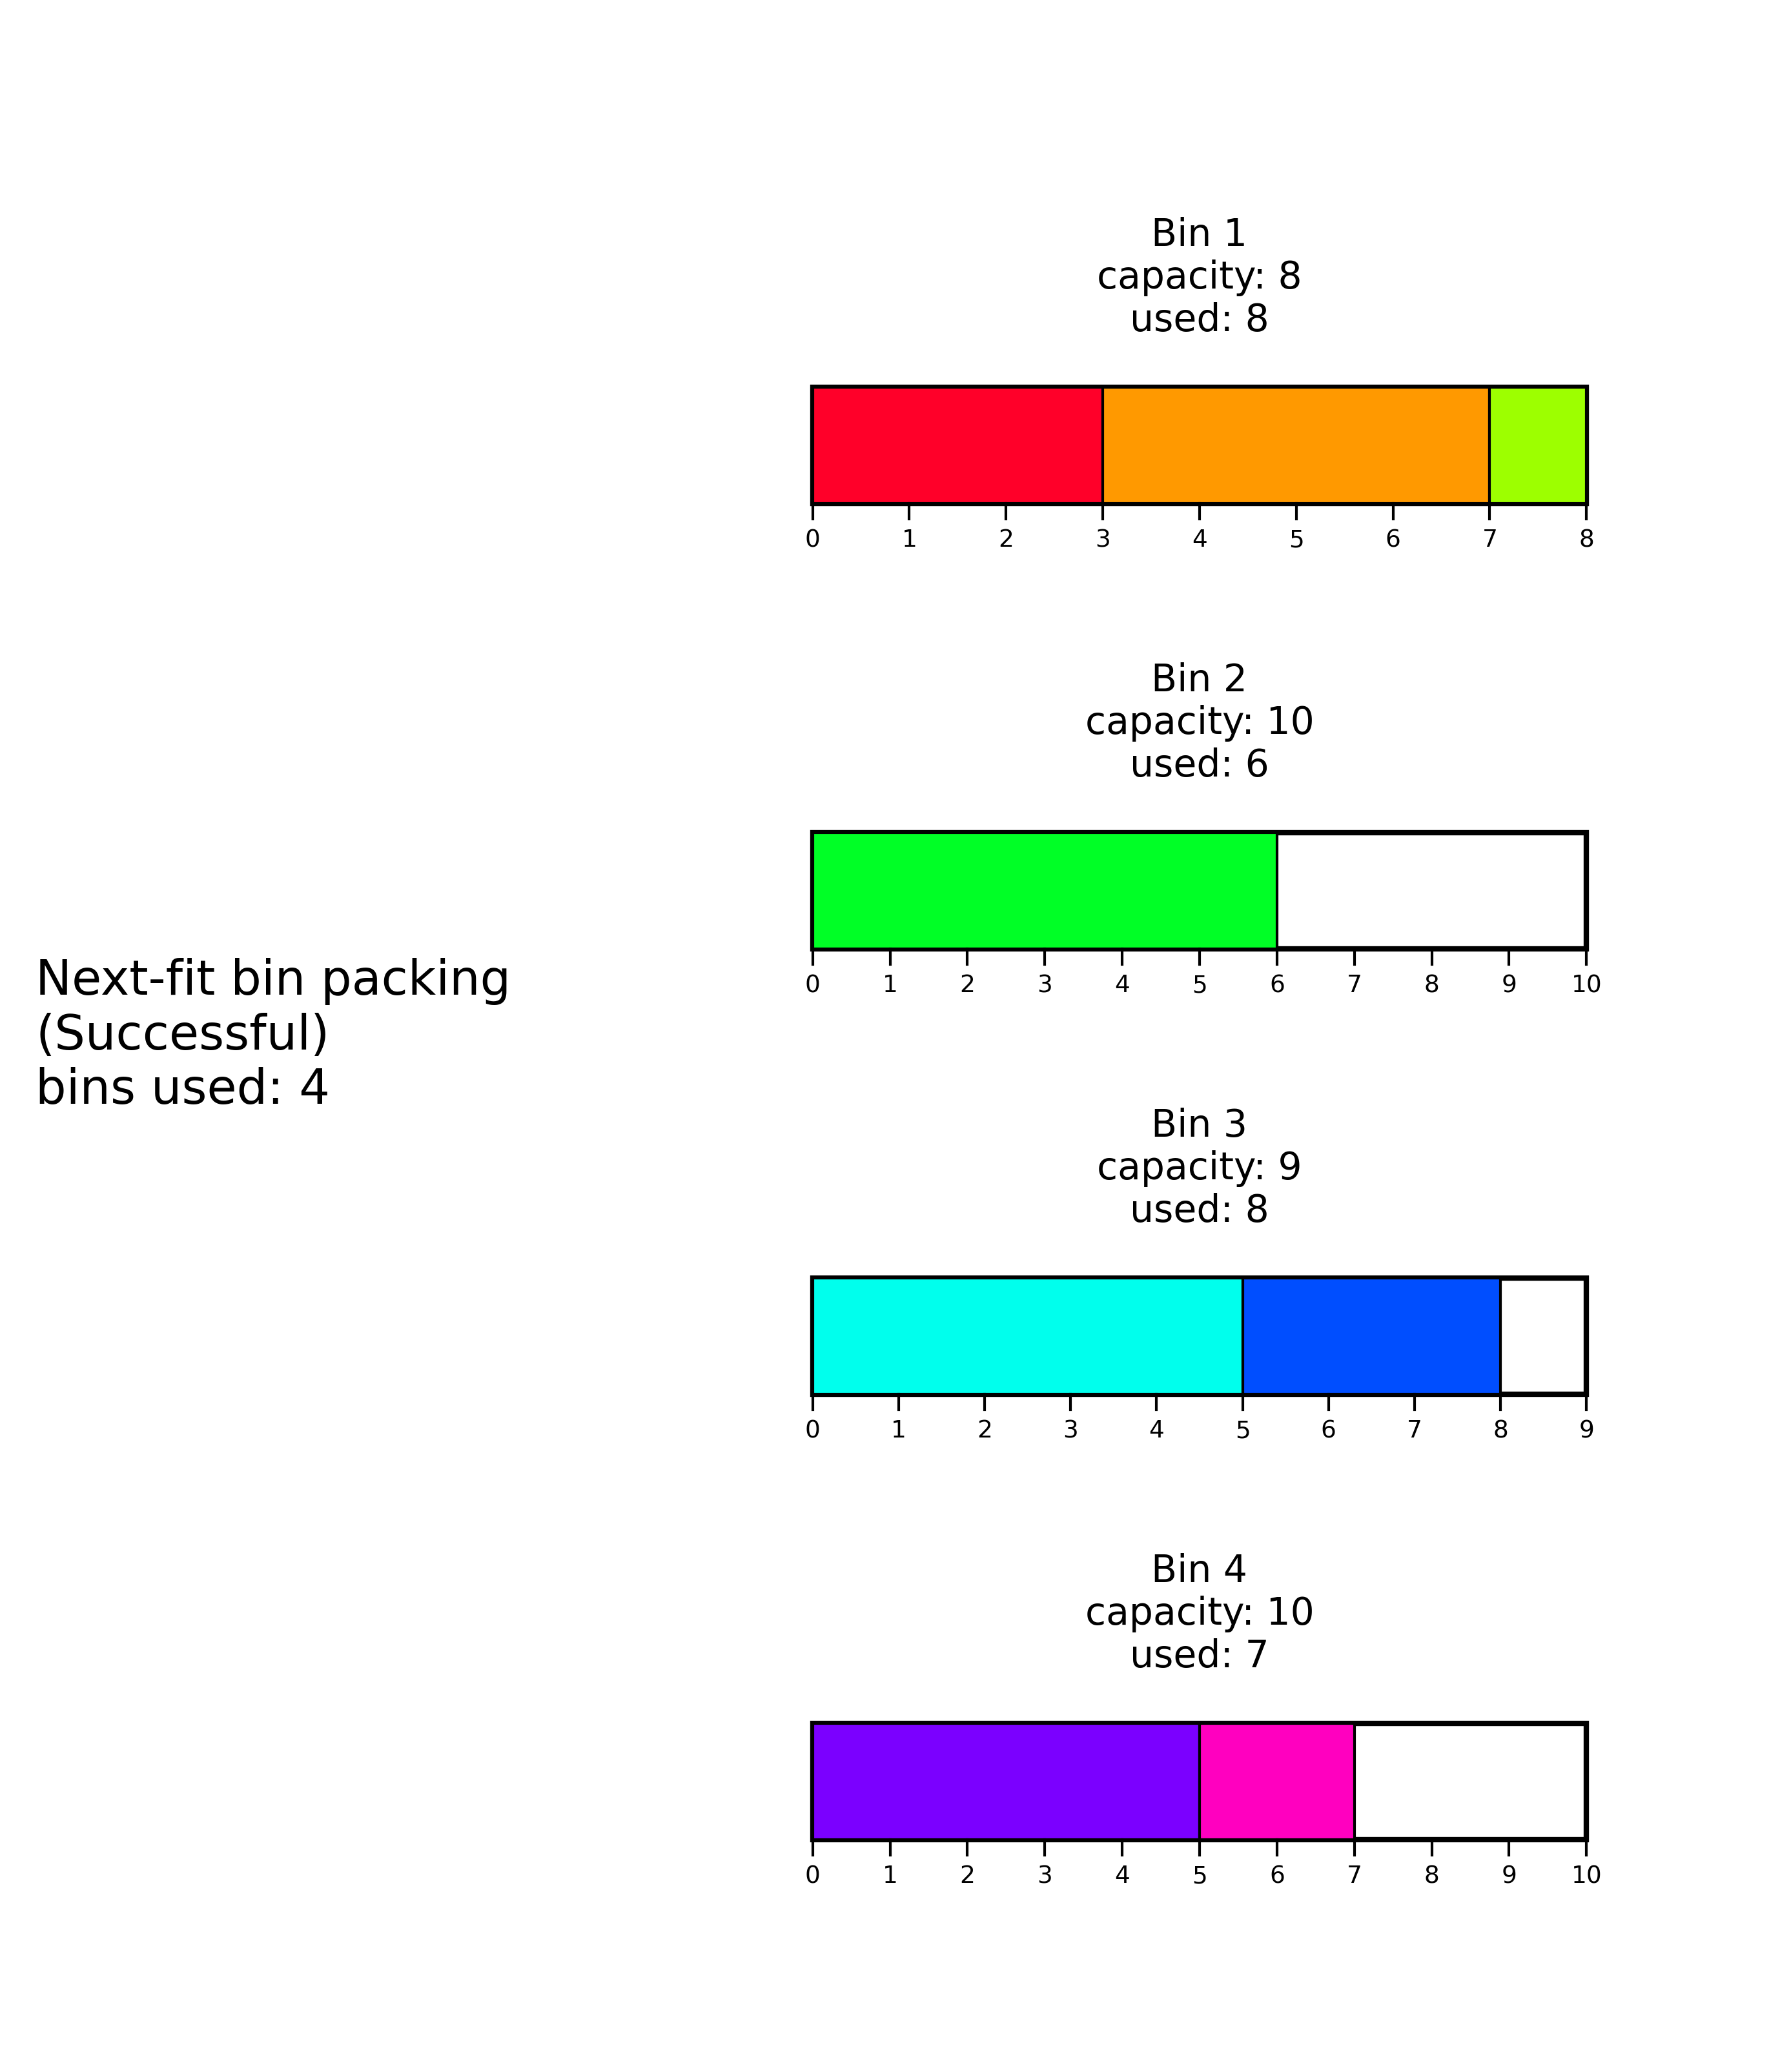 Next-fit bin packing
(Successful)
bins used: 4
Bin 1
capacity: 8
used: 8
0 1 2 3 4 5 6 7 8
Bin 2
capacity: 10
used: 6
0 1 2 3 4 5 6 7 8 9 10
Bin 3
capacity: 9
used: 8
0 1 2 3 4 5 6 7 8 9
Bin 4
capacity: 10
used: 7
0 1 2 3 4 5 6 7 8 9 10